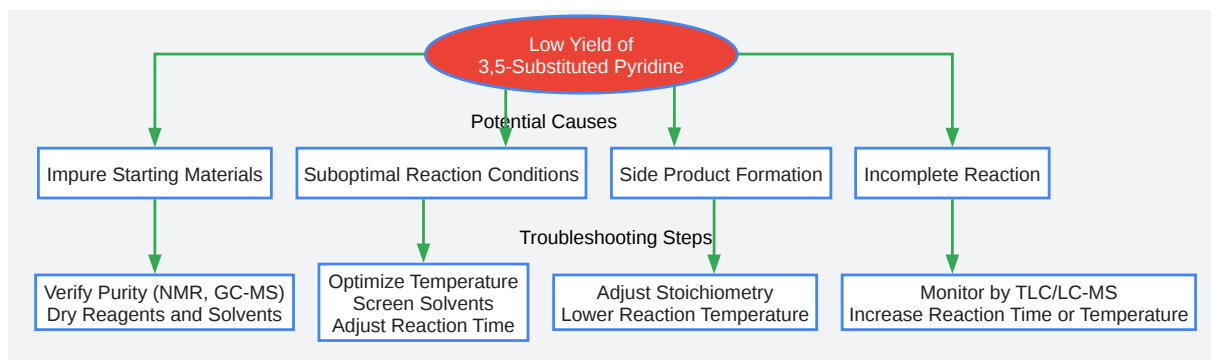 Low Yield of
3,5-Substituted Pyridine
Potential Causes
Impure Starting Materials
Suboptimal Reaction Conditions
Side Product Formation
Incomplete Reaction
Troubleshooting Steps
Verify Purity (NMR, GC-MS)
Dry Reagents and Solvents
Optimize Temperature
Screen Solvents
Adjust Reaction Time
Adjust Stoichiometry
Lower Reaction Temperature
Monitor by TLC/LC-MS
Increase Reaction Time or Temperature